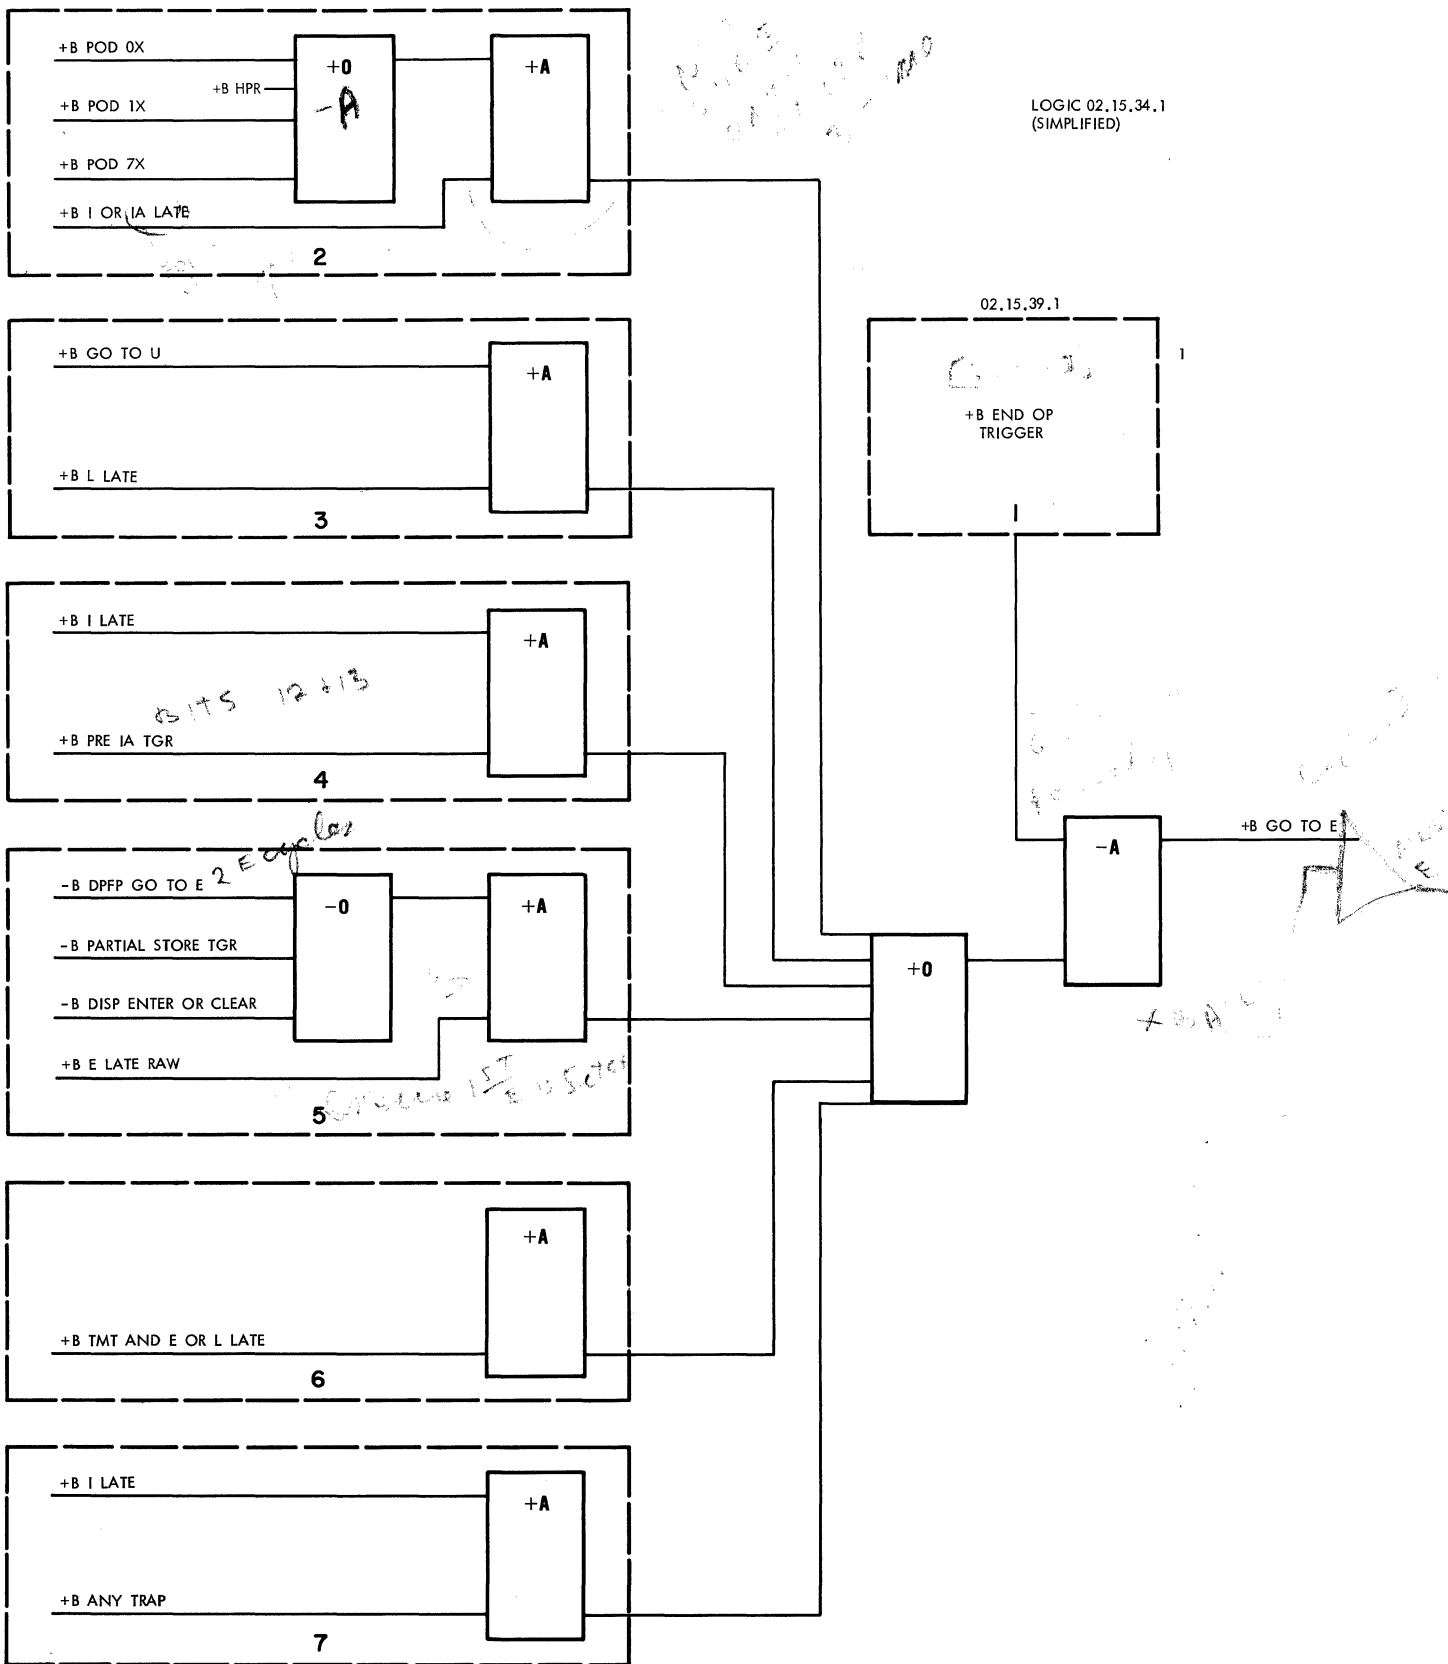 +B POD 0X
+B HPR
+B POD 1X
+B POD 7X
+B I OR IA LATE
+O
-A
+A
2
LOGIC 02.15.34.1
(SIMPLIFIED)
+B GO TO U
+B L LATE
+A
3
02.15.39.1
1
+B END OP
TRIGGER
+B I LATE
BITS 12 + 13
+B PRE IA TGR
+A
4
2 E cycles
-B DPFP GO TO E
-B PARTIAL STORE TGR
-B DISP ENTER OR CLEAR
+B E LATE RAW
-O
+A
1ST
E
5
+O
-A
+B GO TO E
E
+B TMT AND E OR L LATE
+A
6
+B I LATE
+B ANY TRAP
+A
7